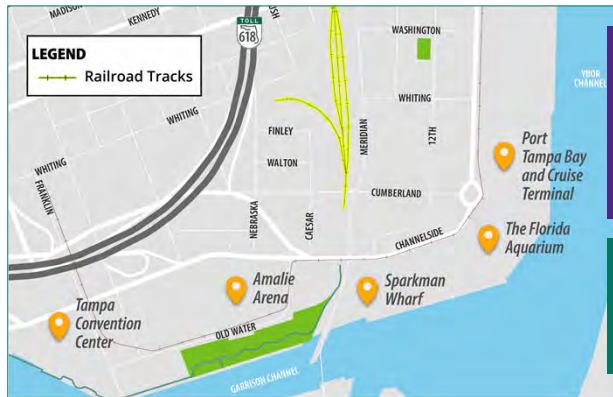 MADISON
KENNEDY
TOLL
618
WASHINGTON
LEGEND
Railroad Tracks
YBOR
CHANNEL
WHITING
WHITING
WHITING
FINLEY
WALTON
MERIDIAN
12TH
Port
Tampa Bay
and Cruise
Terminal
FRANKLIN
NEBRASKA
CAESAR
CUMBERLAND
CHANNELSIDE
The Florida
Aquarium
Amalie
Arena
Sparkman
Wharf
Tampa
Convention
Center
OLD WATER
GARRISON CHANNEL